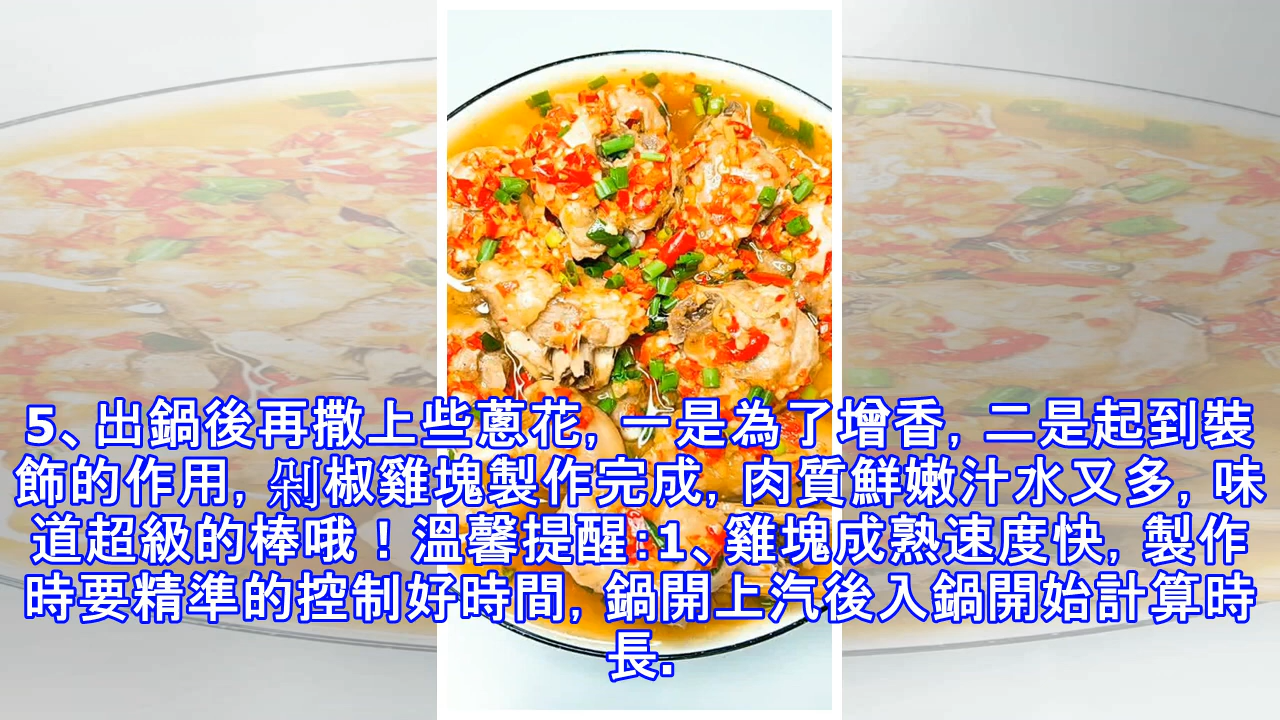 5、出鍋後再撒上些蔥花, 一是為了增香, 二是起到裝
飾的作用, 剁椒雞塊製作完成, 肉質鮮嫩汁水又多, 味
道超級的棒哦！溫馨提醒:1、雞塊成熟速度快, 製作
時要精準的控制好時間, 鍋開上汽後入鍋開始計算時
長.